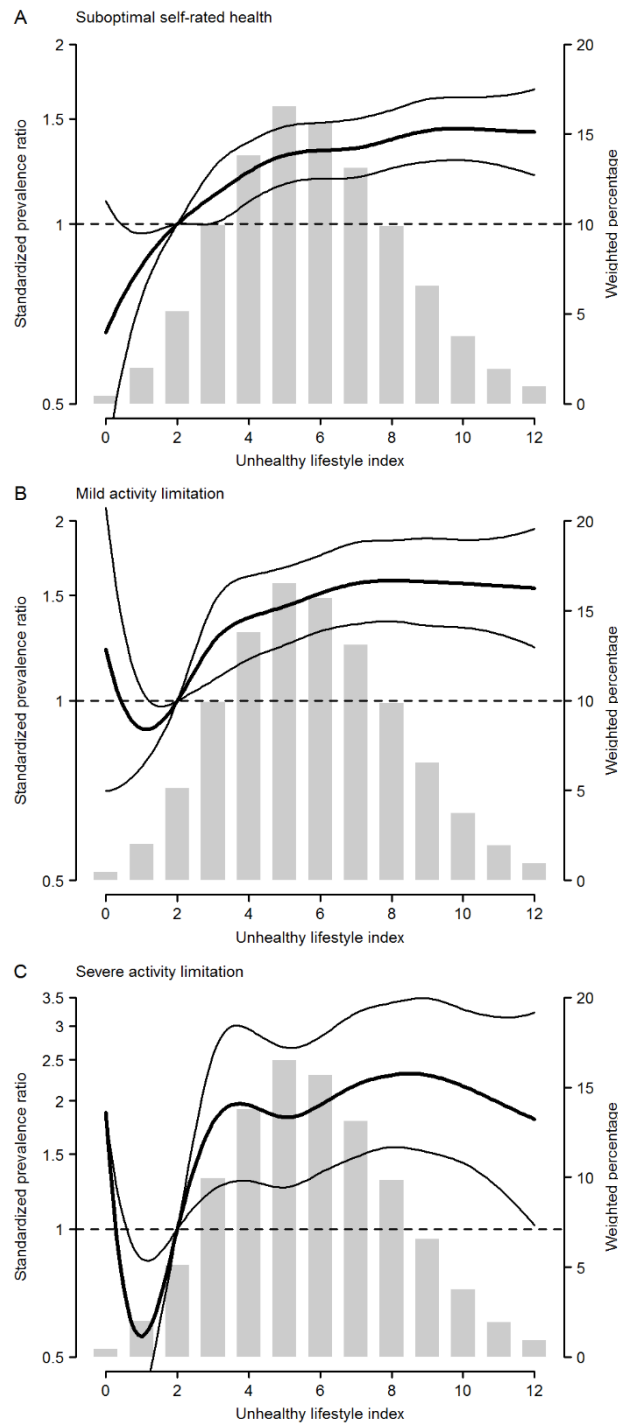 A
Suboptimal self-rated health
Standardized prevalence ratio
2
1.5
1
0.5
20
15
10
5
0
Weighted percentage
0 2 4 6 8 10 12
Unhealthy lifestyle index
B
Mild activity limitation
Standardized prevalence ratio
2
1.5
1
0.5
20
15
10
5
0
Weighted percentage
0 2 4 6 8 10 12
Unhealthy lifestyle index
C
Severe activity limitation
Standardized prevalence ratio
3.5
3
2.5
2
1.5
1
0.5
20
15
10
5
0
Weighted percentage
0 2 4 6 8 10 12
Unhealthy lifestyle index